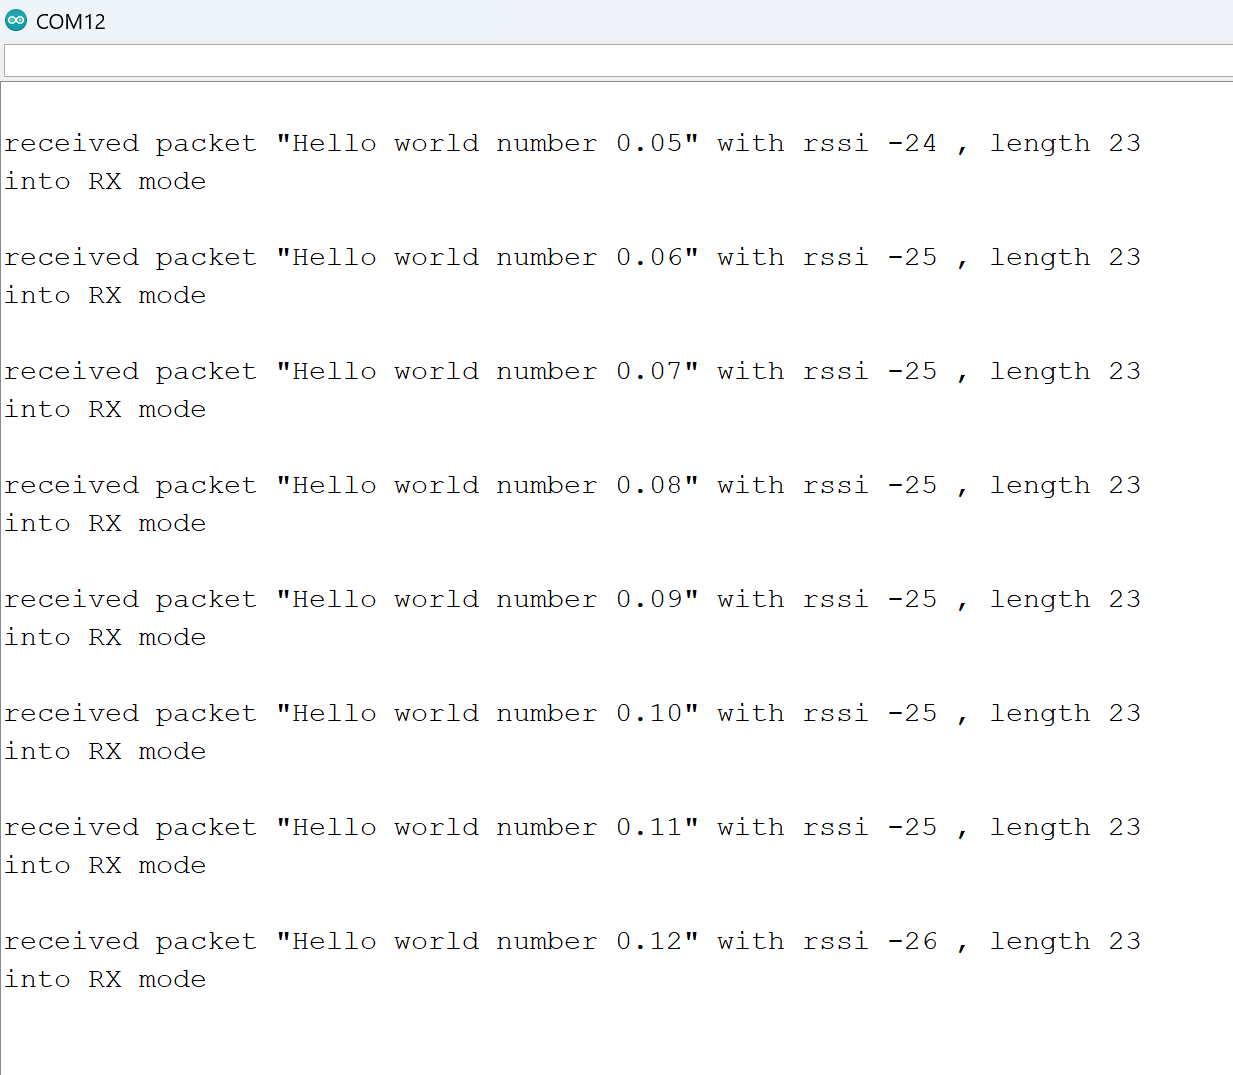 COM12
received packet "Hello world number 0.05" with rssi -24 , length 23
into RX mode
received packet "Hello world number 0.06" with rssi -25 , length 23
into RX mode
received packet "Hello world number 0.07" with rssi -25 , length 23
into RX mode
received packet "Hello world number 0.08" with rssi -25 , length 23
into RX mode
received packet "Hello world number 0.09" with rssi -25 , length 23
into RX mode
received packet "Hello world number 0.10" with rssi -25 , length 23
into RX mode
received packet "Hello world number 0.11" with rssi -25 , length 23
into RX mode
received packet "Hello world number 0.12" with rssi -26 , length 23
into RX mode